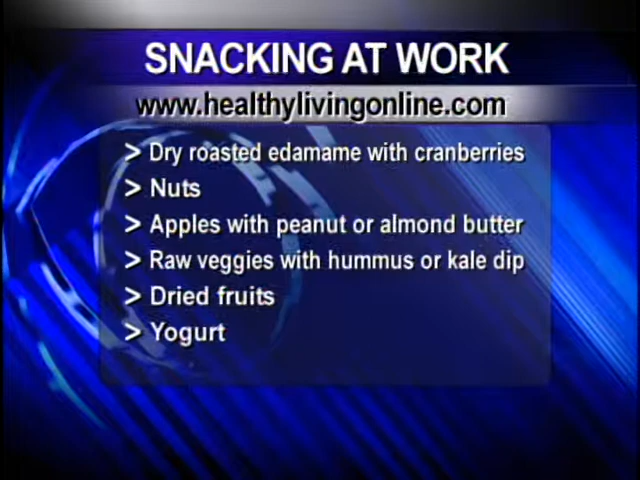 SNACKING AT WORK
www.healthylivingonline.com
> Dry roasted edamame with cranberries
> Nuts
> Apples with peanut or almond butter
> Raw veggies with hummus or kale dip
> Dried fruits
> Yogurt